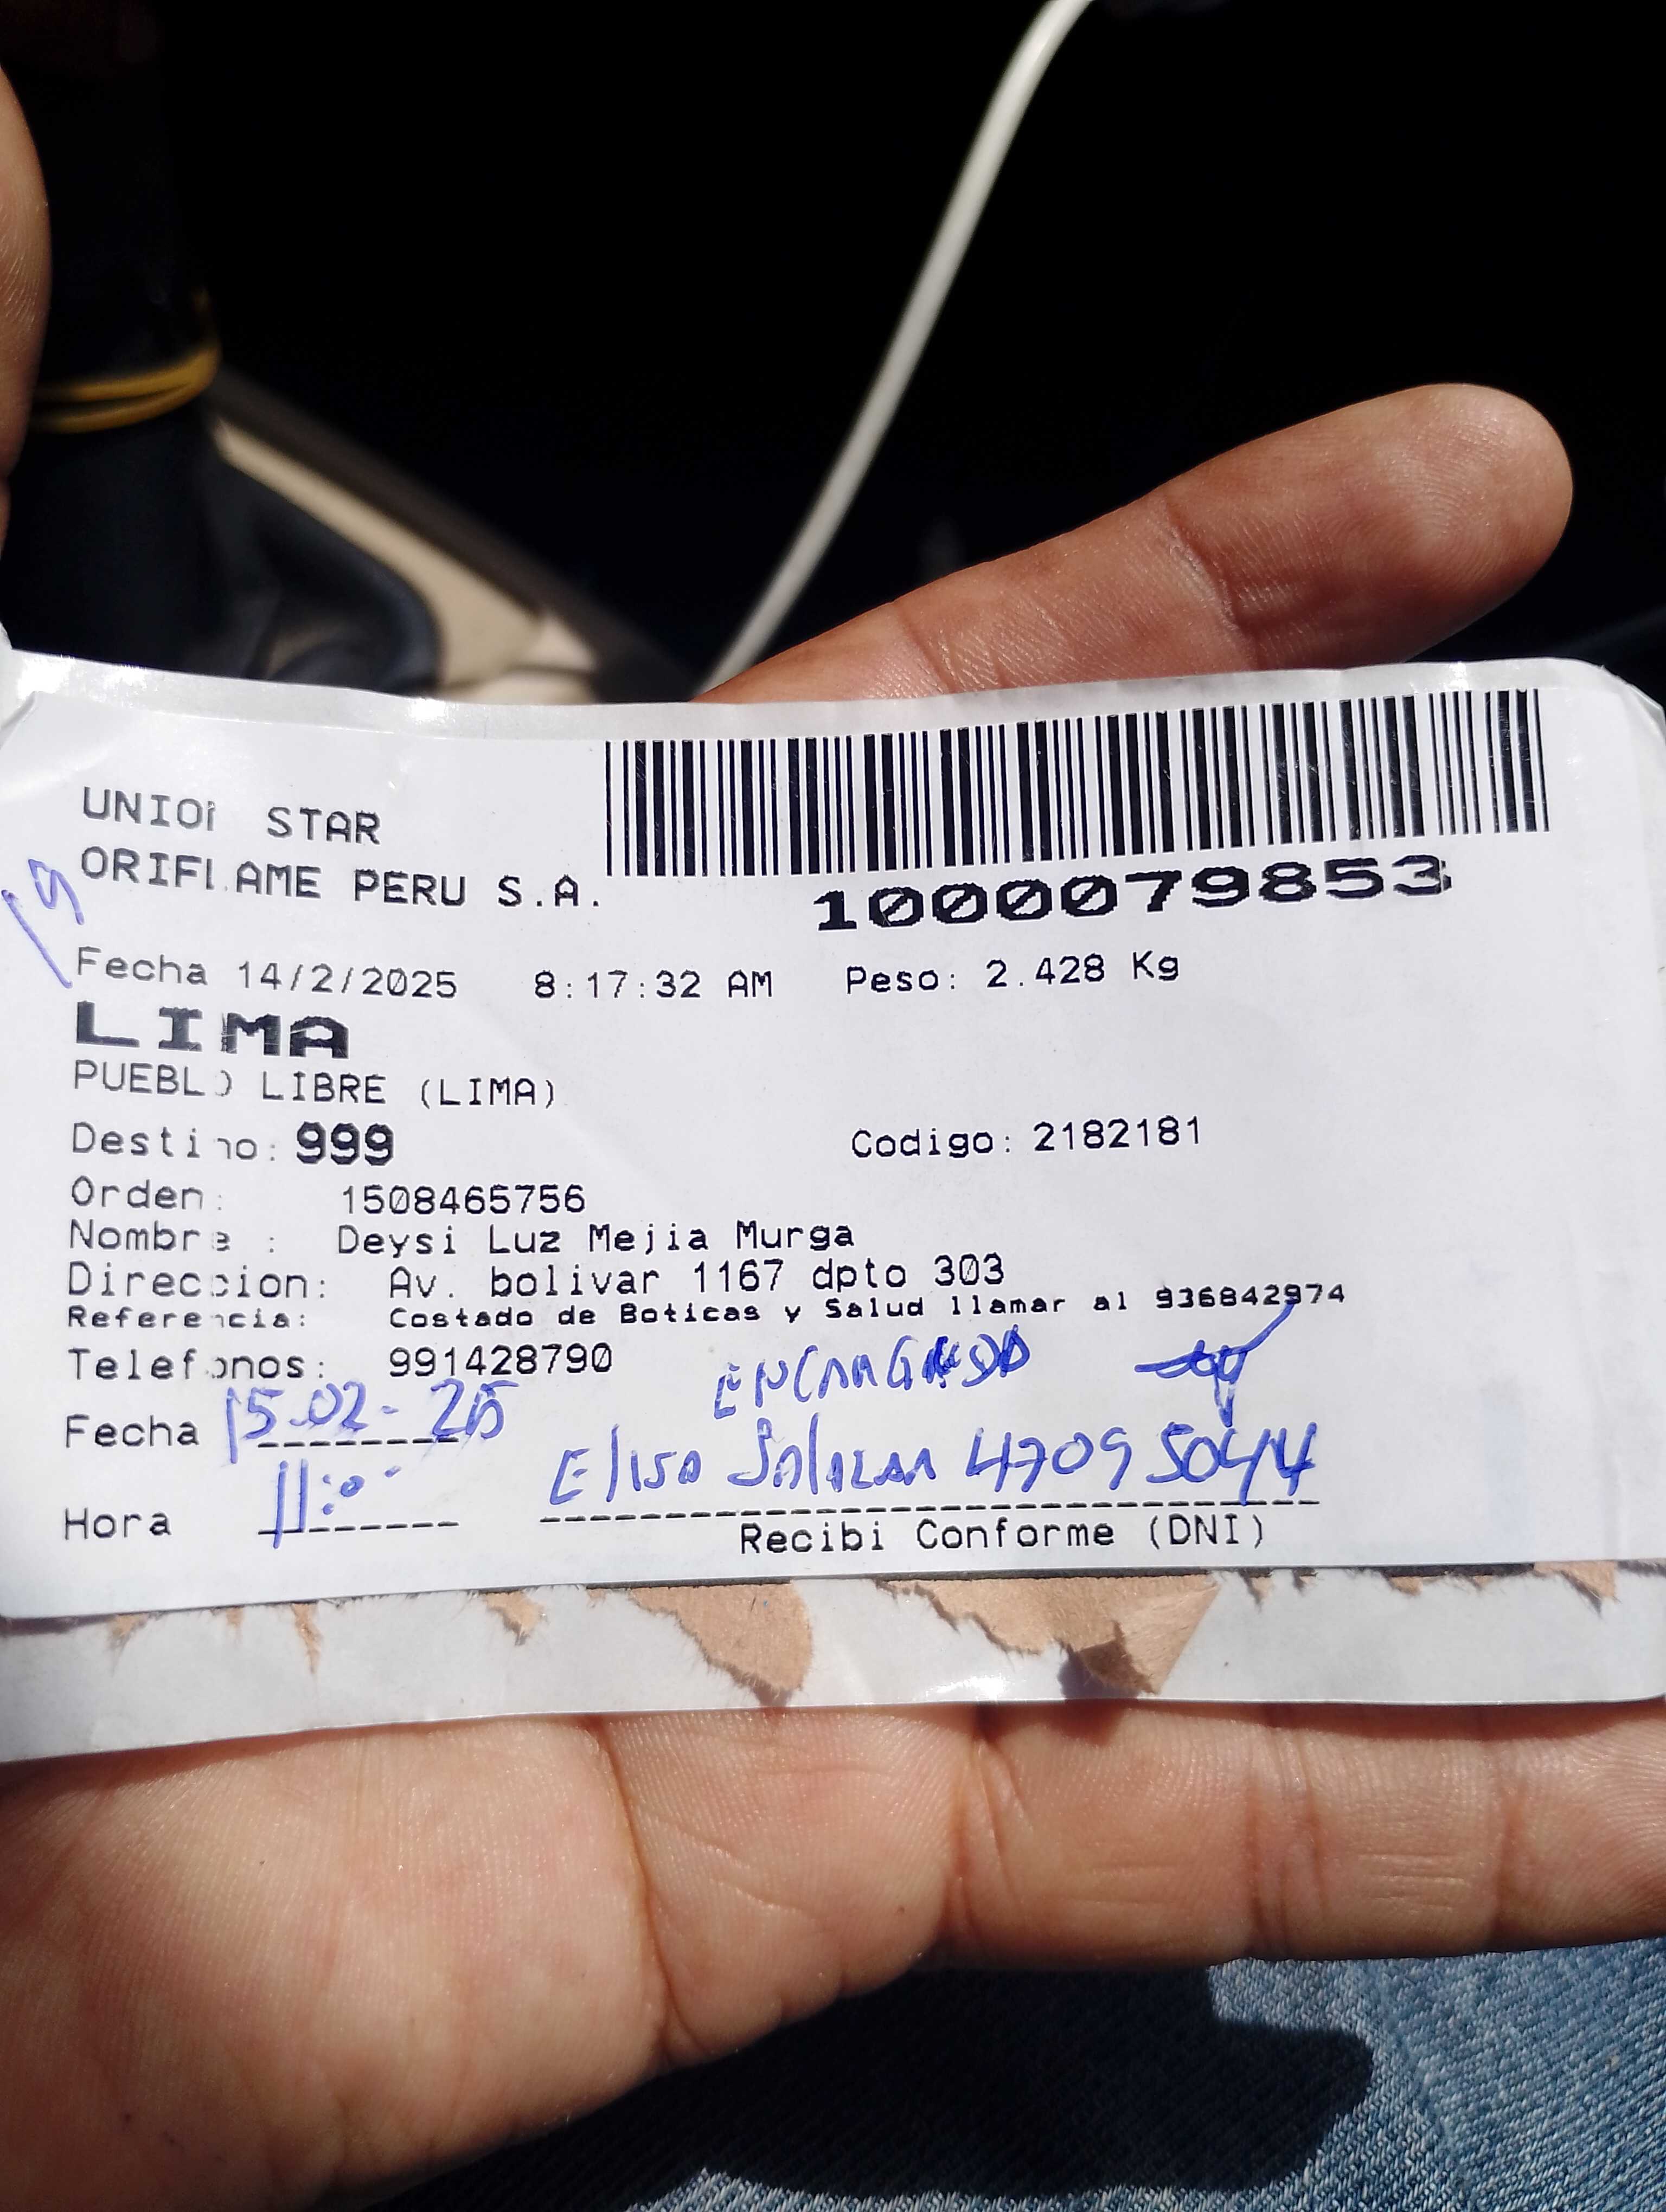 UNION STAR
ORIFLAME PERU S.A.
1000079853
19
Fecha 14/2/2025 8:17:32 AM Peso: 2.428 Kg
LIMA
PUEBLO LIBRE (LIMA)
Destino: 999 Codigo: 2182181
Orden: 1508465756
Nombre : Deysi Luz Mejia Murga
Direccion: Av. bolivar 1167 dpto 303
Referencia: Costado de Boticas y Salud llamar al 936842974
Telefonos: 991428790 ENCARGADA
Fecha 15-02-25
Elisa Salazar 47095044
Hora 11:00
Recibi Conforme (DNI)